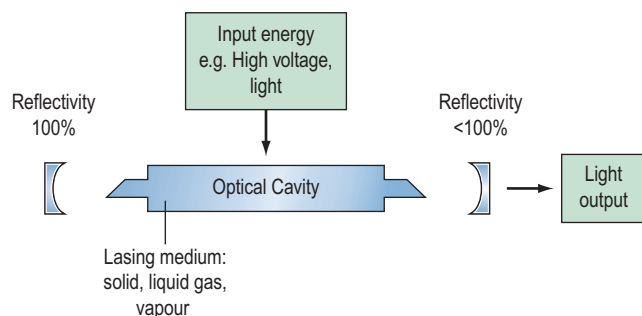 Input energy
e.g. High voltage,
light
Reflectivity
100%
Reflectivity
<100%
Optical Cavity
Light
output
Lasing medium:
solid, liquid gas,
vapour